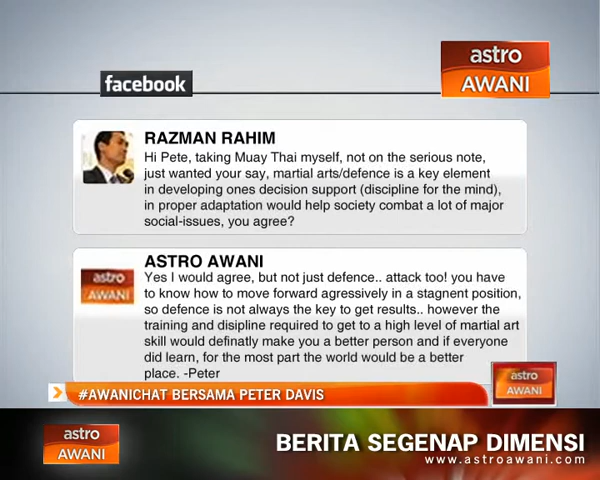 astro
AWANI
facebook
RAZMAN RAHIM
Hi Pete, taking Muay Thai myself, not on the serious note,
just wanted your say, martial arts/defence is a key element
in developing ones decision support (discipline for the mind),
in proper adaptation would help society combat a lot of major
social-issues, you agree?
ASTRO AWANI
astro
AWANI
Yes I would agree, but not just defence.. attack too! you have
to know how to move forward agressively in a stagnent position,
so defence is not always the key to get results.. however the
training and disipline required to get to a high level of martial art
skill would definatly make you a better person and if everyone
did learn, for the most part the world would be a better
place. -Peter
#AWANICHAT BERSAMA PETER DAVIS
astro
AWANI
astro
AWANI
BERITA SEGENAP DIMENSI
www.astroawani.com